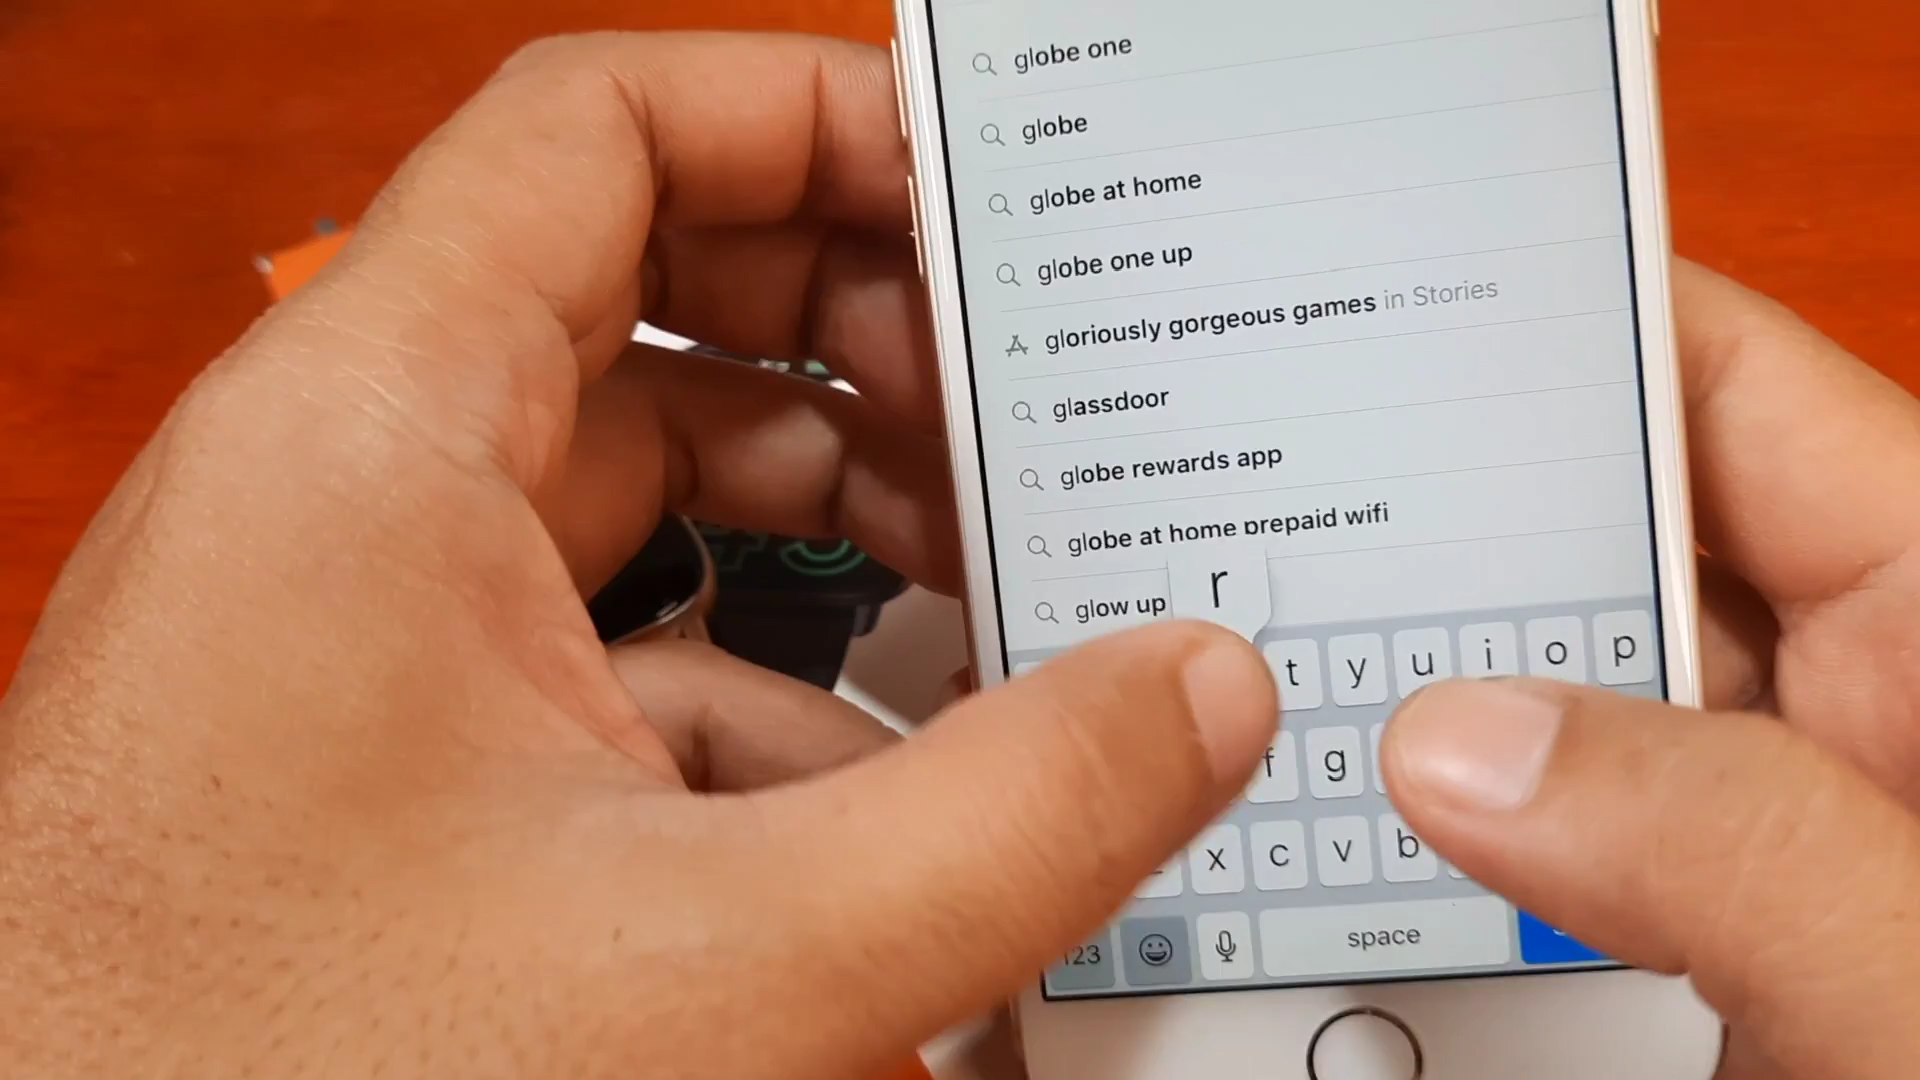 globe one
globe
globe at home
globe one up
gloriously gorgeous games in Stories
glassdoor
globe rewards app
globe at home prepaid wifi
glow up
r
t y u i o p
f g
x c v b
123 space